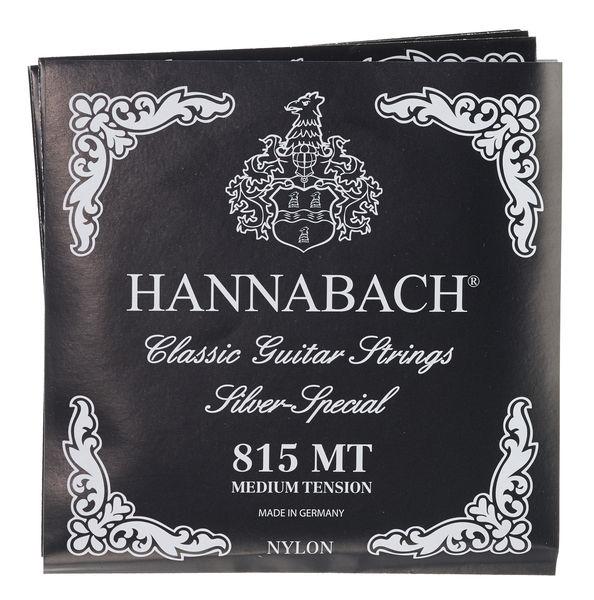 HANNABACH®
Classic Guitar Strings
Silver-Special
815 MT
MEDIUM TENSION
MADE IN GERMANY
NYLON